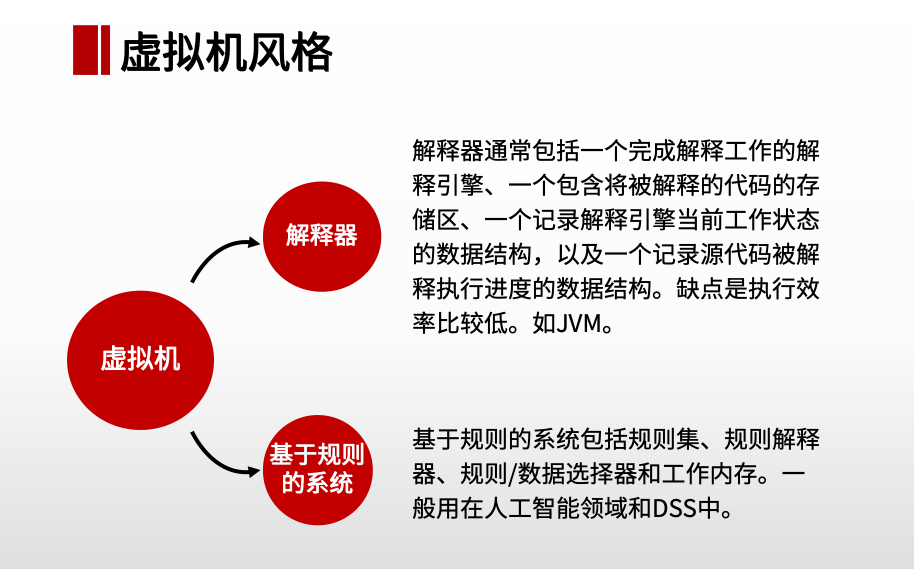 虚拟机风格
解释器通常包括一个完成解释工作的解
释引擎、一个包含将被解释的代码的存
储区、一个记录解释引擎当前工作状态
的数据结构，以及一个记录源代码被解
释执行进度的数据结构。缺点是执行效
率比较低。如JVM。
解释器
虚拟机
基于规则
的系统
基于规则的系统包括规则集、规则解释
器、规则/数据选择器和工作内存。一
般用在人工智能领域和DSS中。